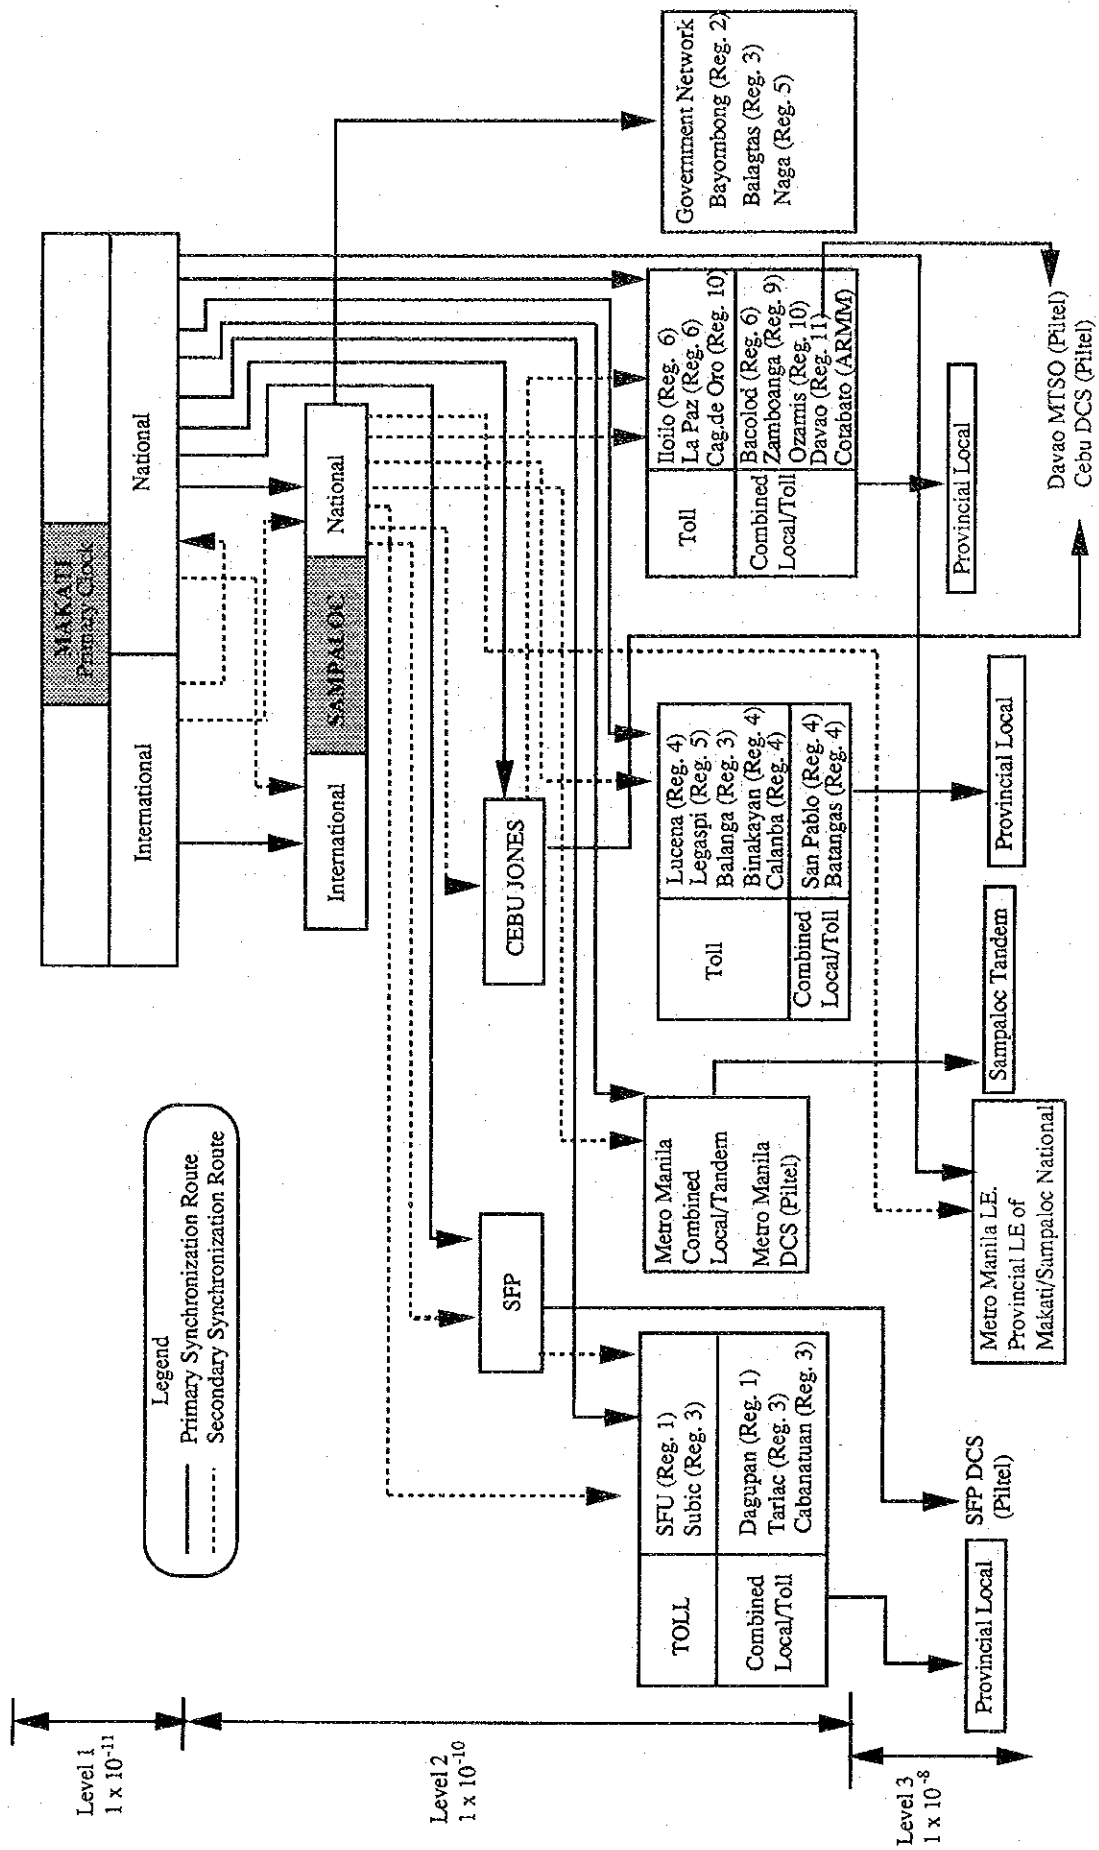 Level 1
1 x 10-11
Level 2
1 x 10-10
Level 3
1 x 10-8
Legend
Primary Synchronization Route
Secondary Synchronization Route
MAKATI
Primary Clock
International
National
International
SAMPALOC
National
SFP
CEBU JONES
TOLL
SFU (Reg. 1)
Subic (Reg. 3)
Combined
Local/Toll
Dagupan (Reg. 1)
Tarlac (Reg. 3)
Cabanatuan (Reg. 3)
Metro Manila
Combined
Local/Tandem
Metro Manila
DCS (Piltel)
Toll
Lucena (Reg. 4)
Legaspi (Reg. 5)
Balanga (Reg. 3)
Binakayan (Reg. 4)
Calanba (Reg. 4)
Combined
Local/Toll
San Pablo (Reg. 4)
Batangas (Reg. 4)
Toll
Iloilo (Reg. 6)
La Paz (Reg. 6)
Cag.de Oro (Reg. 10)
Combined
Local/Toll
Bacolod (Reg. 6)
Zamboanga (Reg. 9)
Ozamis (Reg. 10)
Davao (Reg. 11)
Cotabato (ARMM)
Government Network
Bayombong (Reg. 2)
Balagtas (Reg. 3)
Naga (Reg. 5)
Provincial Local
SFP DCS
(Piltel)
Metro Manila LE.
Provincial LE of
Makati/Sampaloc National
Sampaloc Tandem
Provincial Local
Provincial Local
Davao MTSO (Piltel)
Cebu DCS (Piltel)